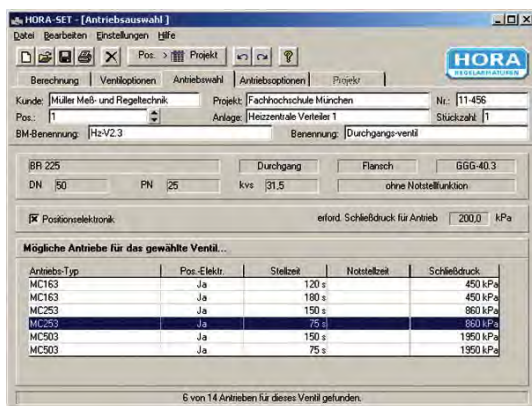 HORA-SET - [Antriebsauswahl ]
Datei Bearbeiten Einstellungen Hilfe
Pos. > Projekt
HORA
REGELARMATUREN
Berechnung Ventiloptionen Antriebswahl Antriebsoptionen Projekt
Kunde: Müller Meß- und Regeltechnik Projekt: Fachhochschule München Nr.: 11-456
Pos.: 1 Anlage: Heizzentrale Verteiler 1 Stückzahl: 1
BM-Benennung: Hz-V2.3 Benennung: Durchgangs-ventil
BR 225 Durchgang Flansch GGG-40.3
DN 50 PN 25 kvs 31,5 ohne Notstellfunktion
Positionselektronik erford. Schließdruck für Antrieb 200,0 kPa
Mögliche Antriebe für das gewählte Ventil...
Antriebs-Typ Pos.-Elektr. Stellzeit Notstellzeit Schließdruck
MC163 Ja 120 s 450 kPa
MC163 Ja 180 s 450 kPa
MC253 Ja 150 s 860 kPa
MC253 Ja 75 s 860 kPa
MC503 Ja 150 s 1950 kPa
MC503 Ja 75 s 1950 kPa
6 von 14 Antrieben für dieses Ventil gefunden.